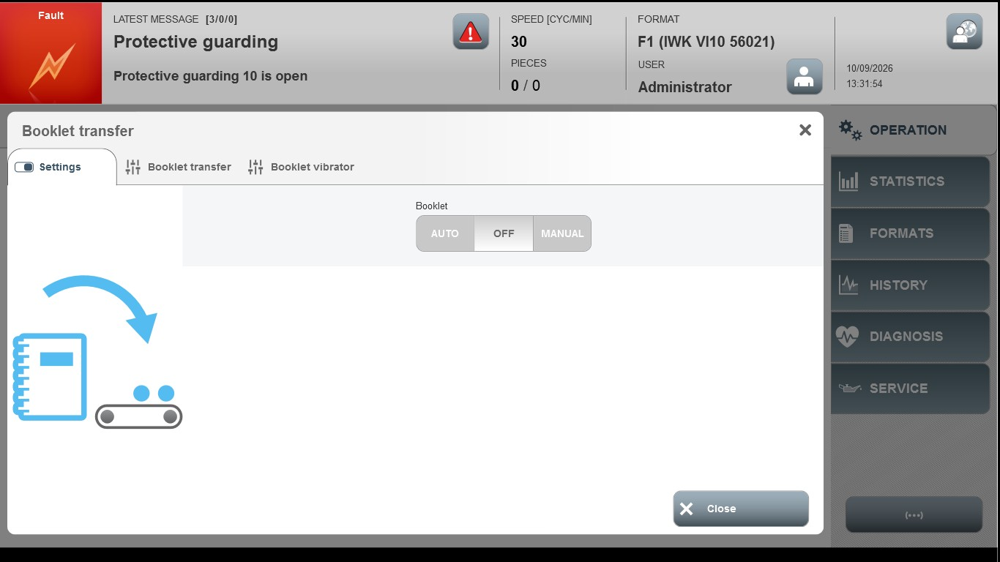 Fault
LATEST MESSAGE [3/0/0]
Protective guarding
Protective guarding 10 is open
SPEED [CYC/MIN]
30
PIECES
0 / 0
FORMAT
F1 (IWK VI10 56021)
USER
Administrator
10/09/2026
13:31:54
Booklet transfer
Settings
Booklet transfer
Booklet vibrator
Booklet
AUTO
OFF
MANUAL
Close
OPERATION
STATISTICS
FORMATS
HISTORY
DIAGNOSIS
SERVICE
(•••)